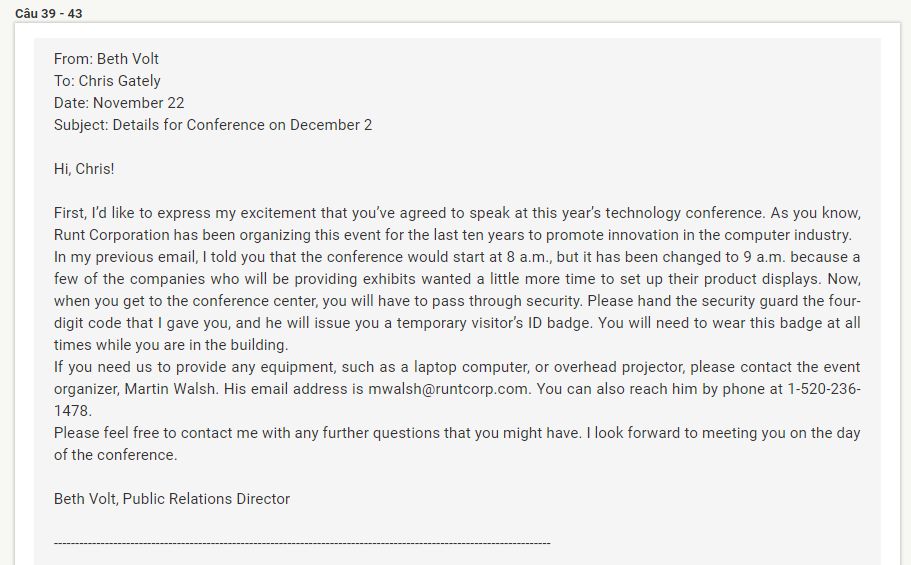 Câu 39 - 43
From: Beth Volt
To: Chris Gately
Date: November 22
Subject: Details for Conference on December 2
Hi, Chris!
First, I’d like to express my excitement that you’ve agreed to speak at this year’s technology conference. As you know,
Runt Corporation has been organizing this event for the last ten years to promote innovation in the computer industry.
In my previous email, I told you that the conference would start at 8 a.m., but it has been changed to 9 a.m. because a
few of the companies who will be providing exhibits wanted a little more time to set up their product displays. Now,
when you get to the conference center, you will have to pass through security. Please hand the security guard the four-
digit code that I gave you, and he will issue you a temporary visitor’s ID badge. You will need to wear this badge at all
times while you are in the building.
If you need us to provide any equipment, such as a laptop computer, or overhead projector, please contact the event
organizer, Martin Walsh. His email address is mwalsh@runtcorp.com. You can also reach him by phone at 1-520-236-
1478.
Please feel free to contact me with any further questions that you might have. I look forward to meeting you on the day
of the conference.
Beth Volt, Public Relations Director